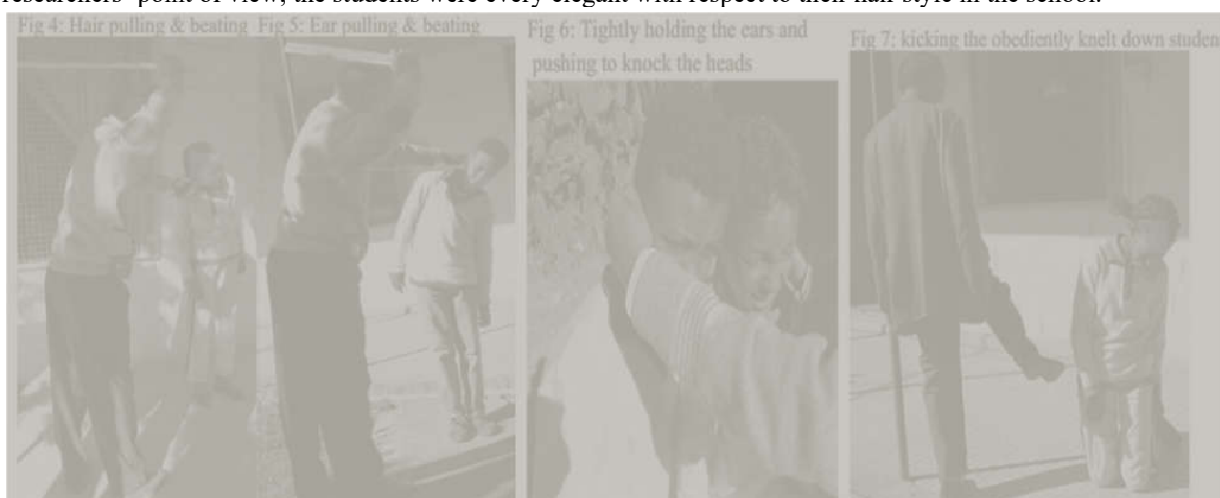 researchers' point of view, the students were every elegant with respect to their hair style in the school.
Fig 4: Hair pulling & beating Fig 5: Ear pulling & beating
Fig 6: Tightly holding the ears and
pushing to knock the heads
Fig 7: kicking the obediently knelt down studen